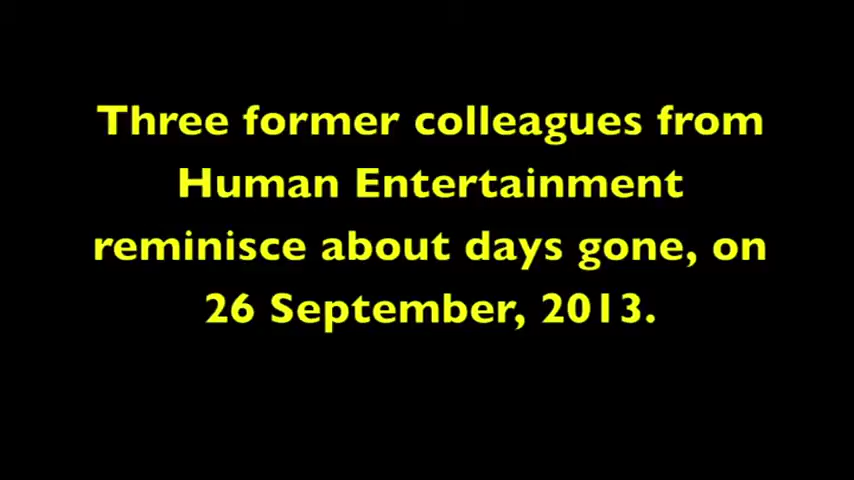 Three former colleagues from
Human Entertainment
reminisce about days gone, on
26 September, 2013.